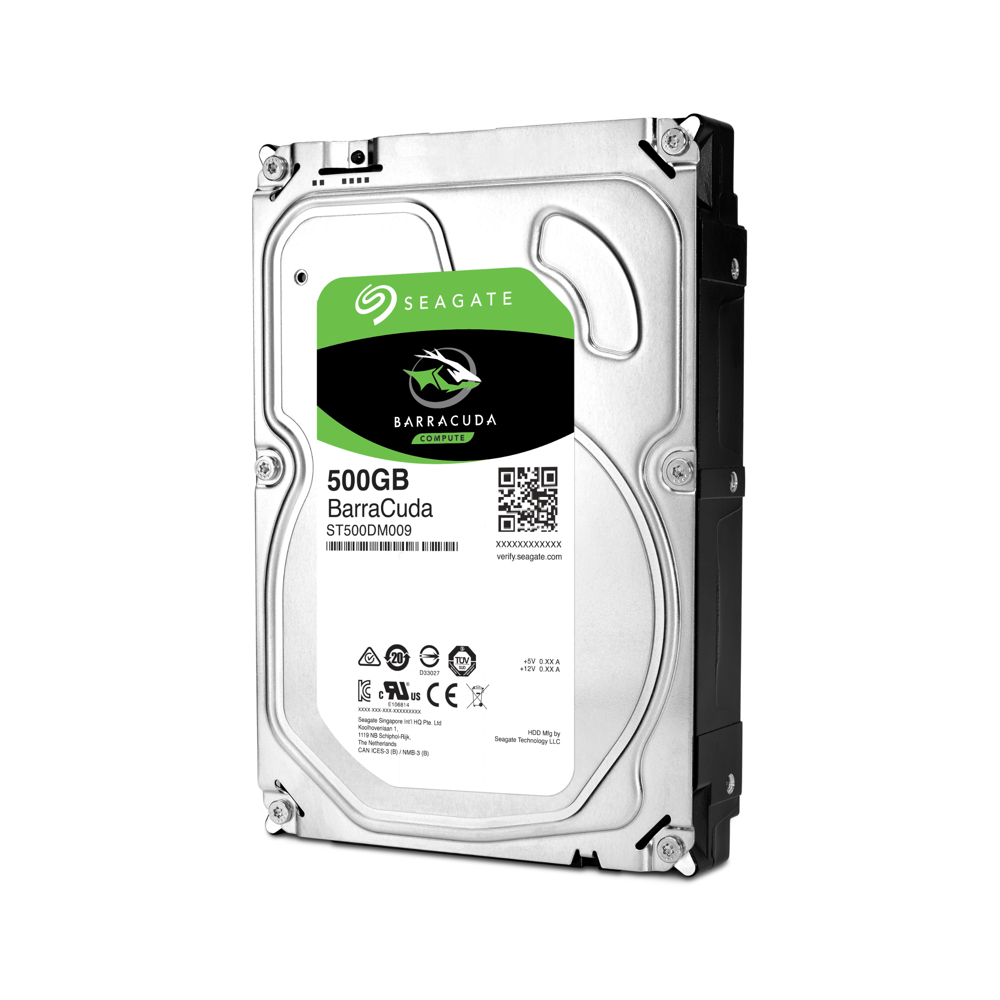 SEAGATE
BARRACUDA
COMPUTE
500GB
BarraCuda
ST500DM009
XXXXXXXXXXXX
verify.seagate.com
20
D33027
TÜV
SUD
+5V 0.XX A
+12V 0.XX A
c RU ® US
CE
E106814
XXXX-XXX-XXX-XXXXXXXXX
Seagate Singapore Int'l HQ Pte. Ltd
Koolhovenlaan 1,
1119 NB Schiphol-Rijk,
The Netherlands
CAN ICES-3 (B) / NMB-3 (B)
HDD Mfg by
Seagate Technology LLC